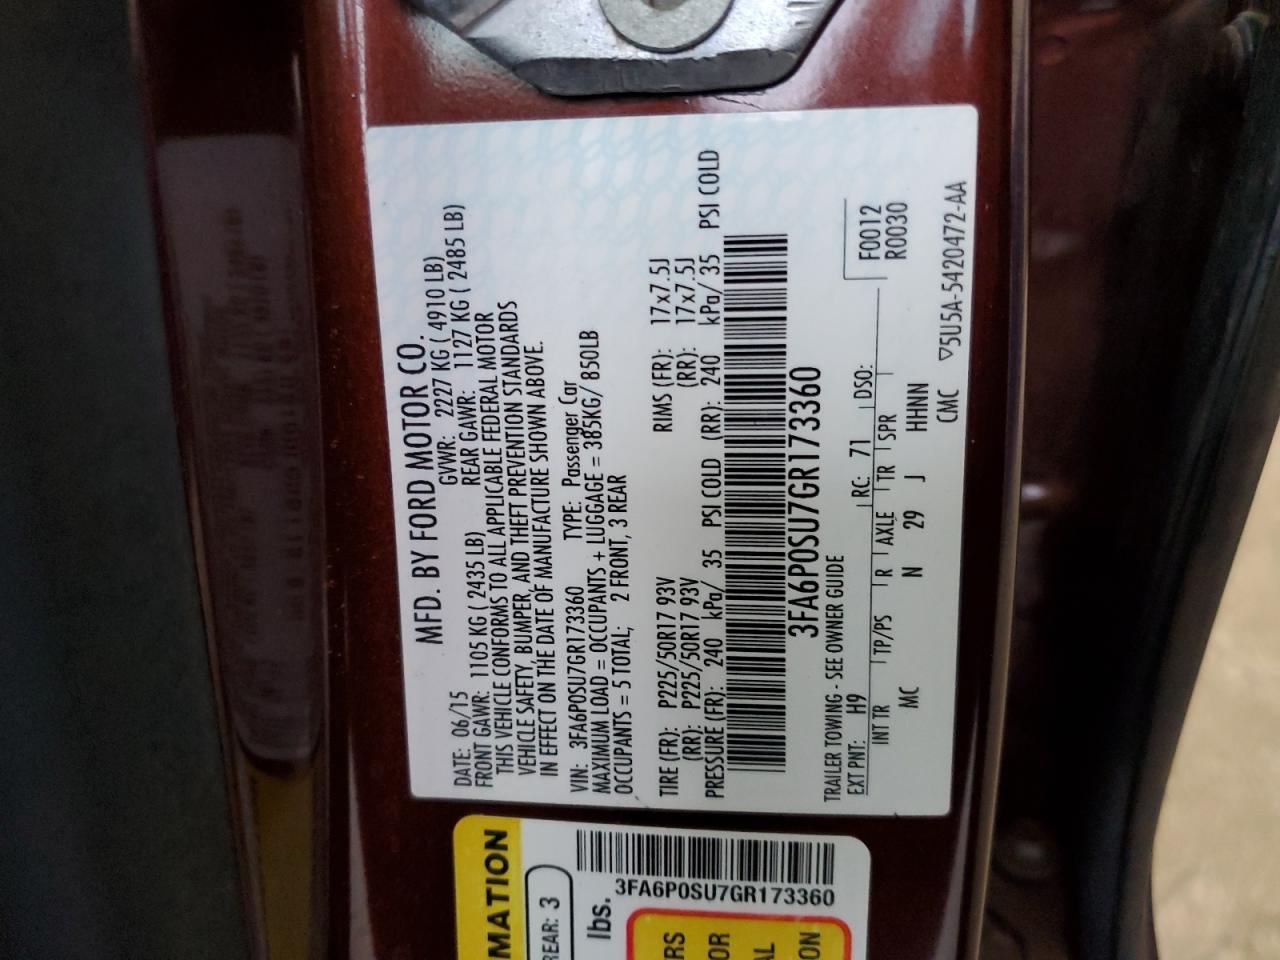 MFD. BY FORD MOTOR CO.
DATE: 06/15 GVWR: 2227 KG ( 4910 LB)
FRONT GAWR: 1105 KG ( 2435 LB) REAR GAWR: 1127 KG ( 2485 LB)
THIS VEHICLE CONFORMS TO ALL APPLICABLE FEDERAL MOTOR
VEHICLE SAFETY, BUMPER, AND THEFT PREVENTION STANDARDS
IN EFFECT ON THE DATE OF MANUFACTURE SHOWN ABOVE.
VIN: 3FA6P0SU7GR173360 TYPE: Passenger Car
MAXIMUM LOAD = OCCUPANTS + LUGGAGE = 385KG/ 850LB
OCCUPANTS = 5 TOTAL; 2 FRONT, 3 REAR
TIRE (FR): P225/50R17 93V RIMS (FR): 17x7.5J
(RR): P225/50R17 93V (RR): 17x7.5J
PRESSURE (FR): 240 kPa/ 35 PSI COLD (RR): 240 kPa/ 35 PSI COLD
3FA6P0SU7GR173360
TRAILER TOWING - SEE OWNER GUIDE F0012
EXT PNT: H9 RC: 71 DSO: R0030
INT TR TP/PS R AXLE TR SPR
MC N 29 J HHNN
CMC ▽5U5A-5420472-AA
MATION
REAR: 3
lbs.
3FA6P0SU7GR173360
RS
OR
AL
ION